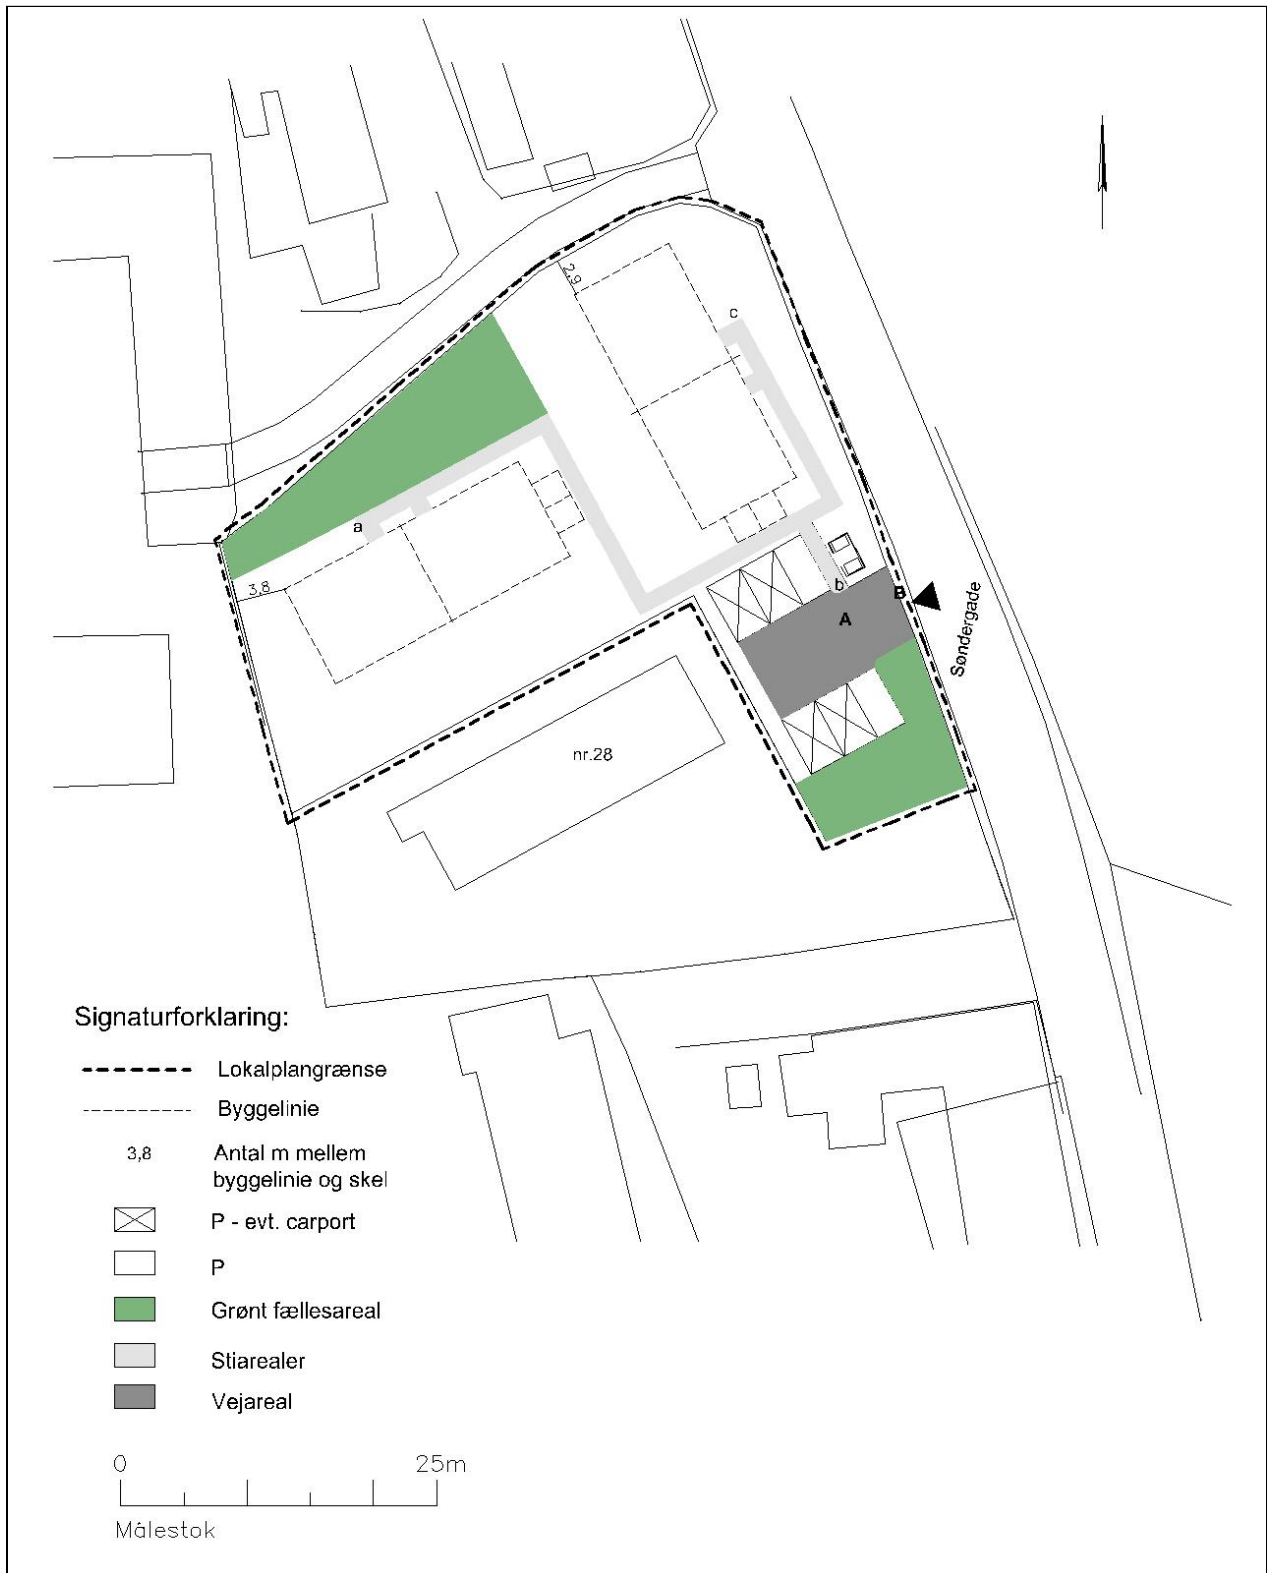 2,9
c
a
3,8
b
B
A
Søndergade
nr.28
Signaturforklaring:
Lokalplangrænse
Byggelinie
3,8 Antal m mellem
byggelinie og skel
P - evt. carport
P
Grønt fællesareal
Stiarealer
Vejareal
0 25m
Målestok